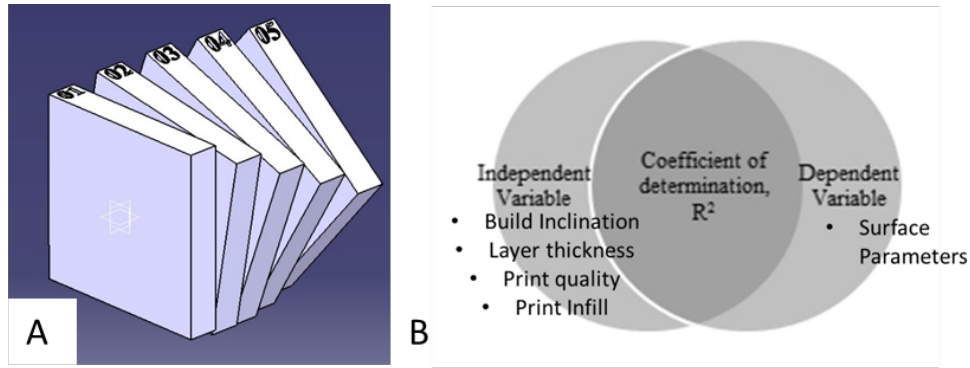 01
02
03
04
05
A
B
Independent
Variable
• Build Inclination
• Layer thickness
• Print quality
• Print Infill
Coefficient of
determination,
R²
Dependent
Variable
• Surface
Parameters